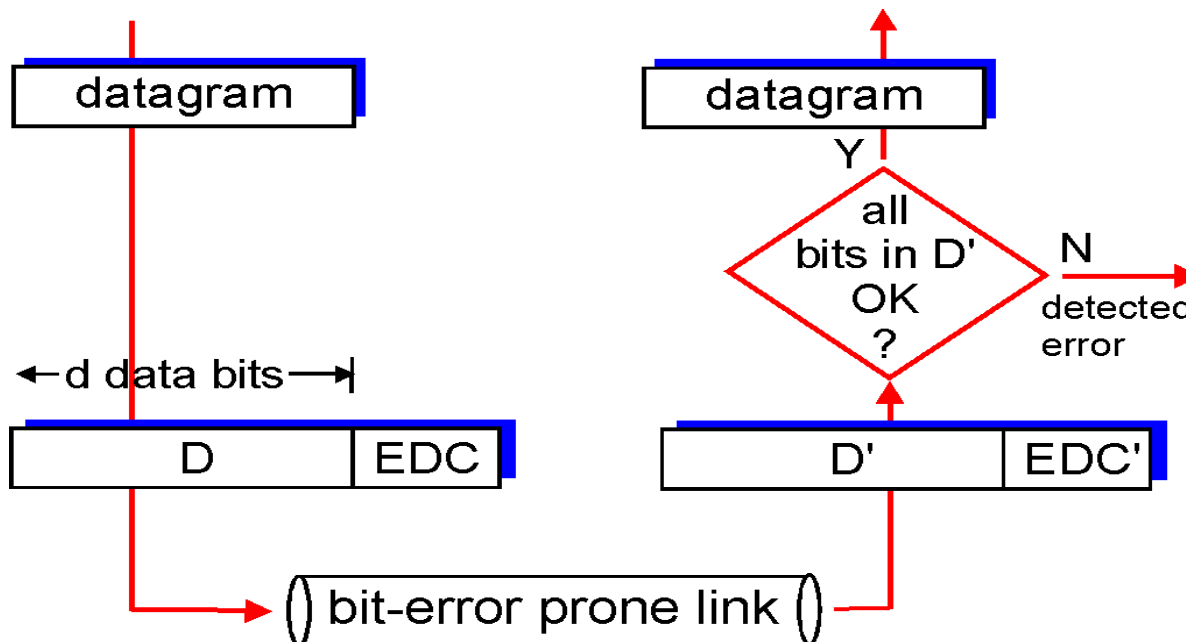 datagram
d data bits
D
EDC
bit-error prone link
datagram
Y
all
bits in D'
OK
?
N
detected
error
D'
EDC'